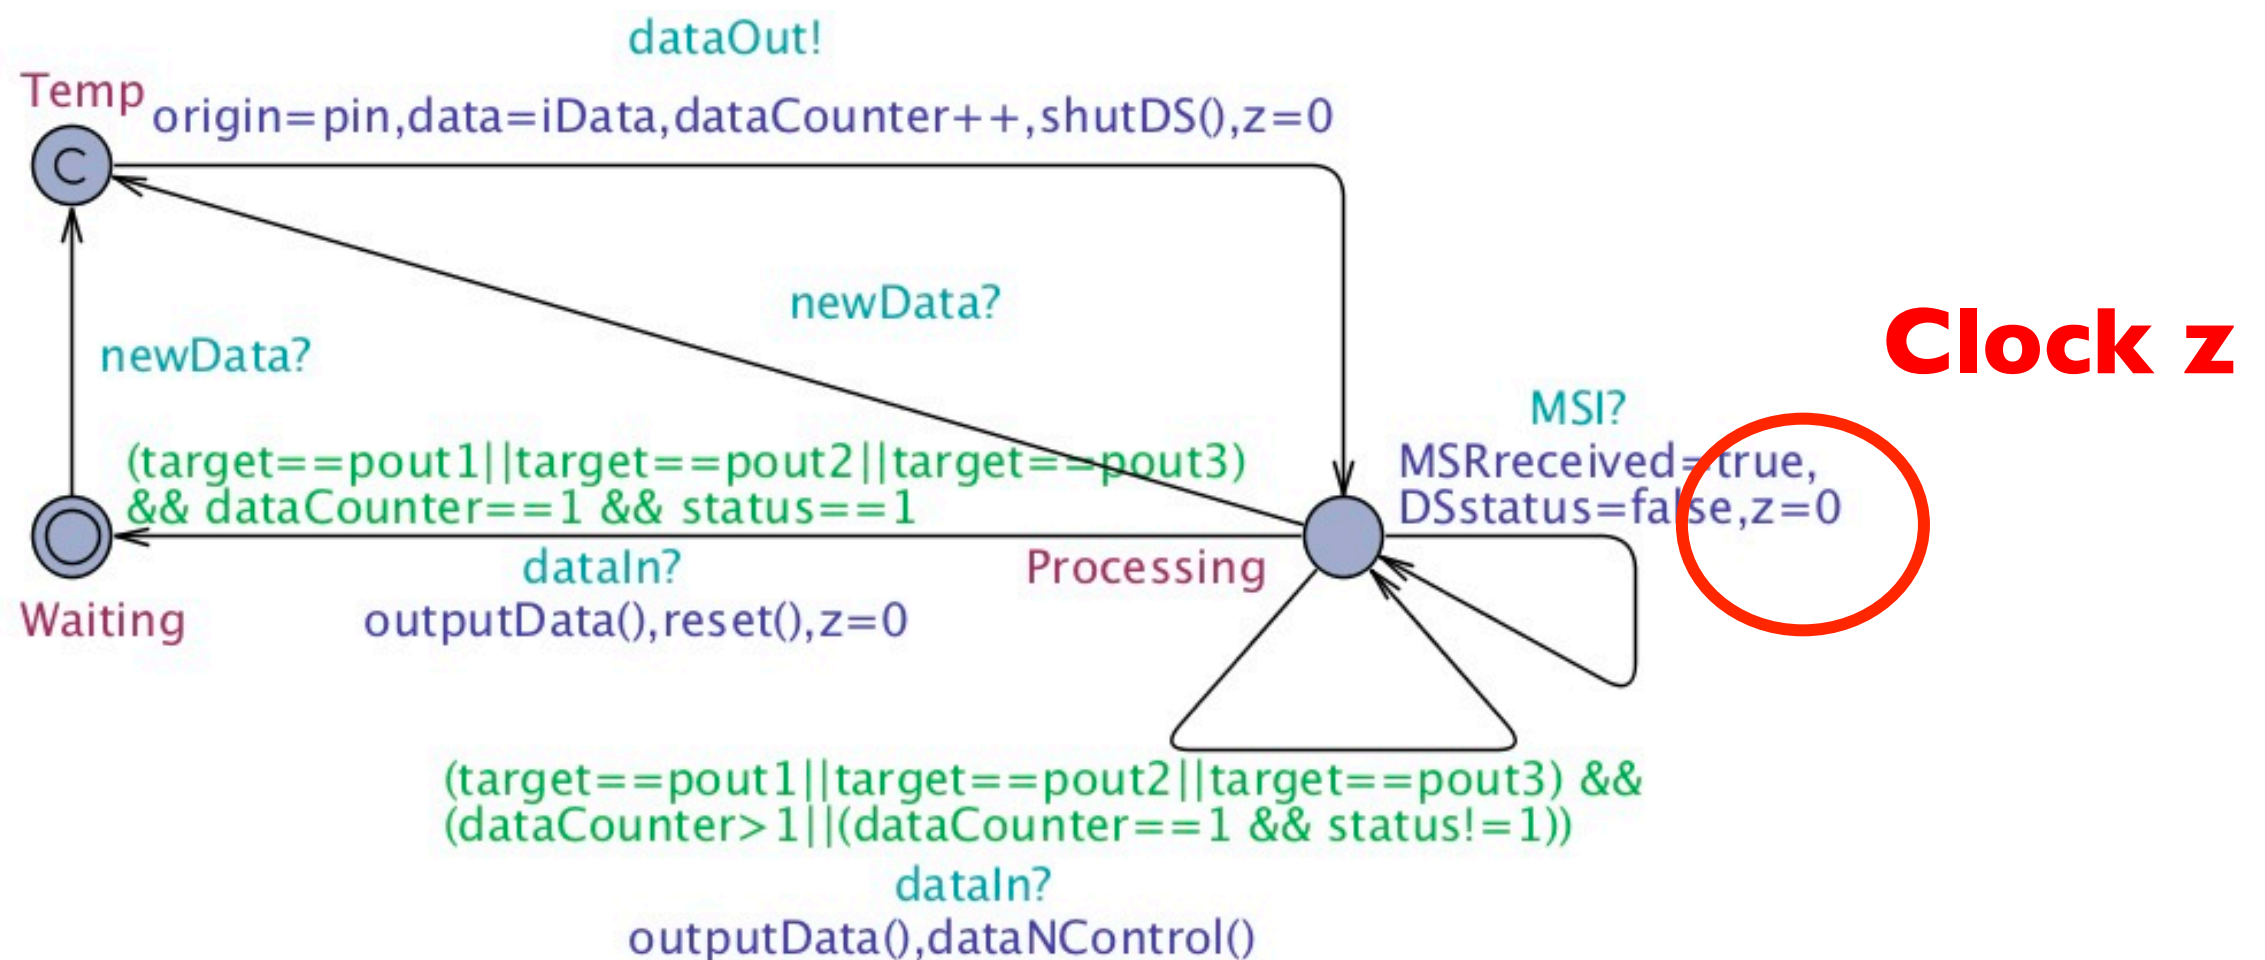 dataOut!
Temp
origin=pin,data=iData,dataCounter++,shutDS(),z=0
C
newData?
newData?
Clock z
MSI?
(target==pout1||target==pout2||target==pout3)
&& dataCounter==1 && status==1
MSRreceived=true,
DSstatus=false,z=0
dataIn?
Processing
Waiting
outputData(),reset(),z=0
(target==pout1||target==pout2||target==pout3) &&
(dataCounter>1||(dataCounter==1 && status!=1))
dataIn?
outputData(),dataNControl()